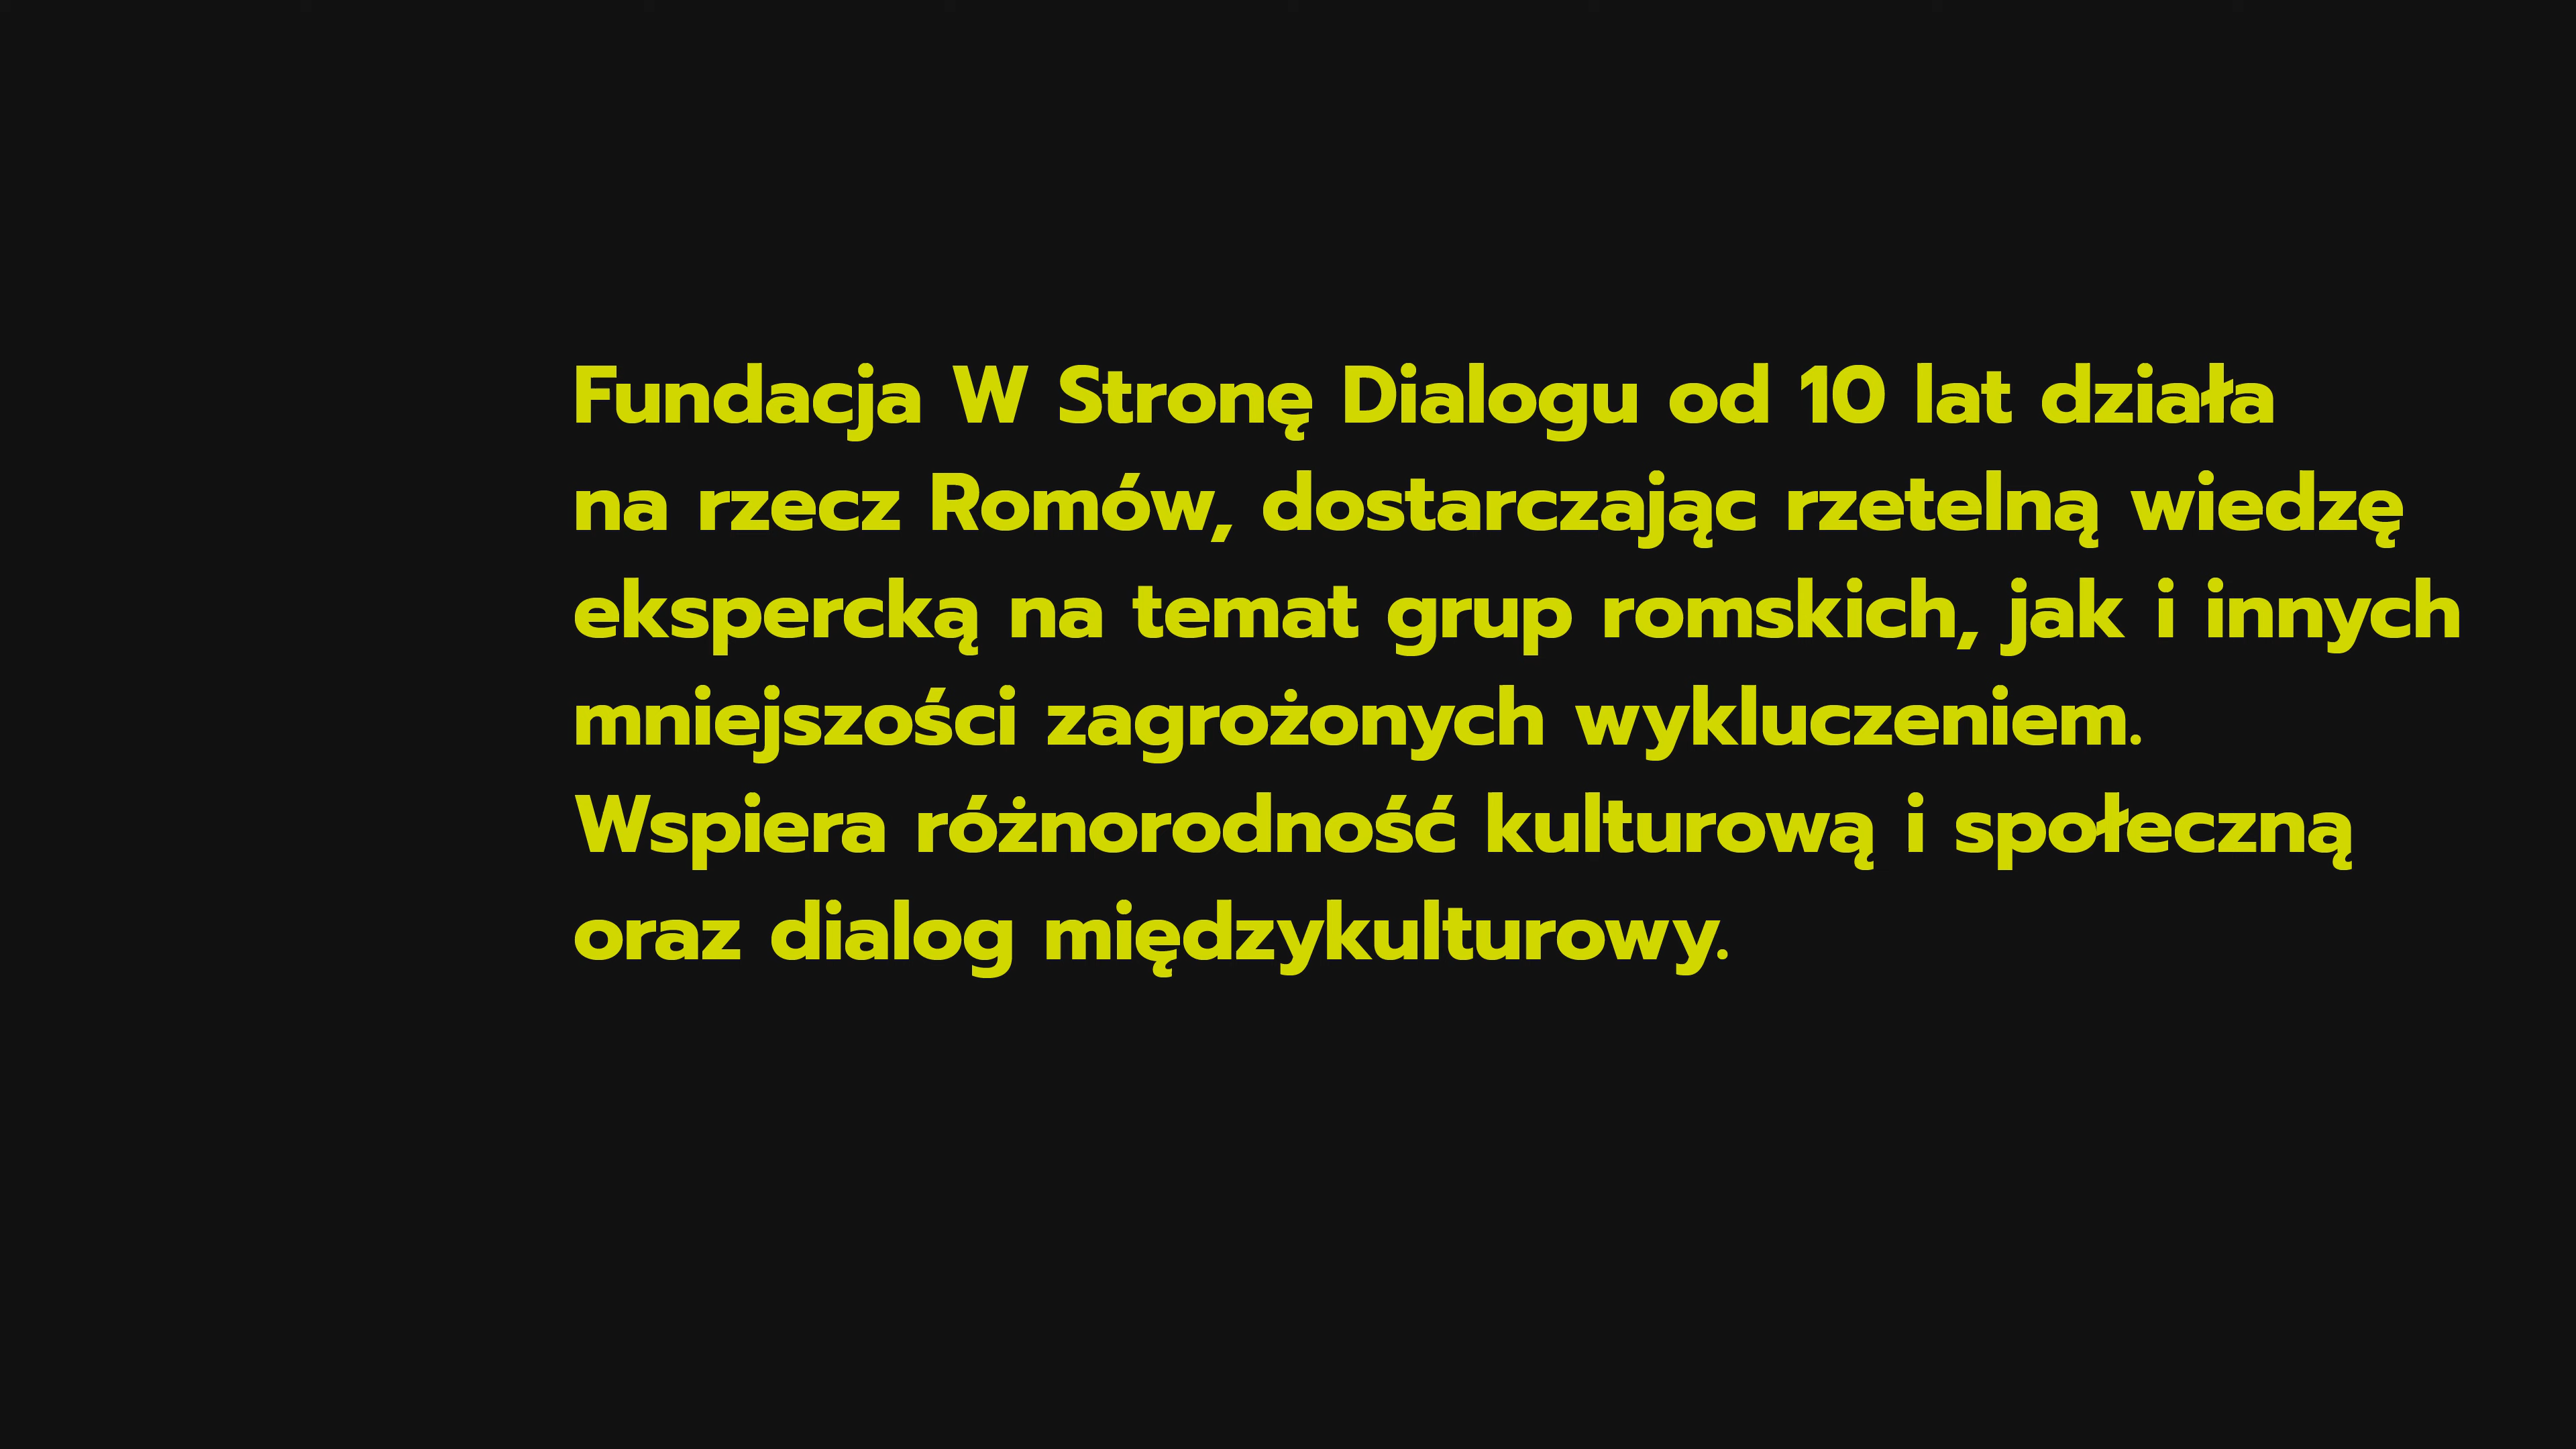 Fundacja W Stronę Dialogu od 10 lat działa
na rzecz Romów, dostarczając rzetelną wiedzę
ekspercką na temat grup romskich, jak i innych
mniejszości zagrożonych wykluczeniem.
Wspiera różnorodność kulturową i społeczną
oraz dialog międzykulturowy.